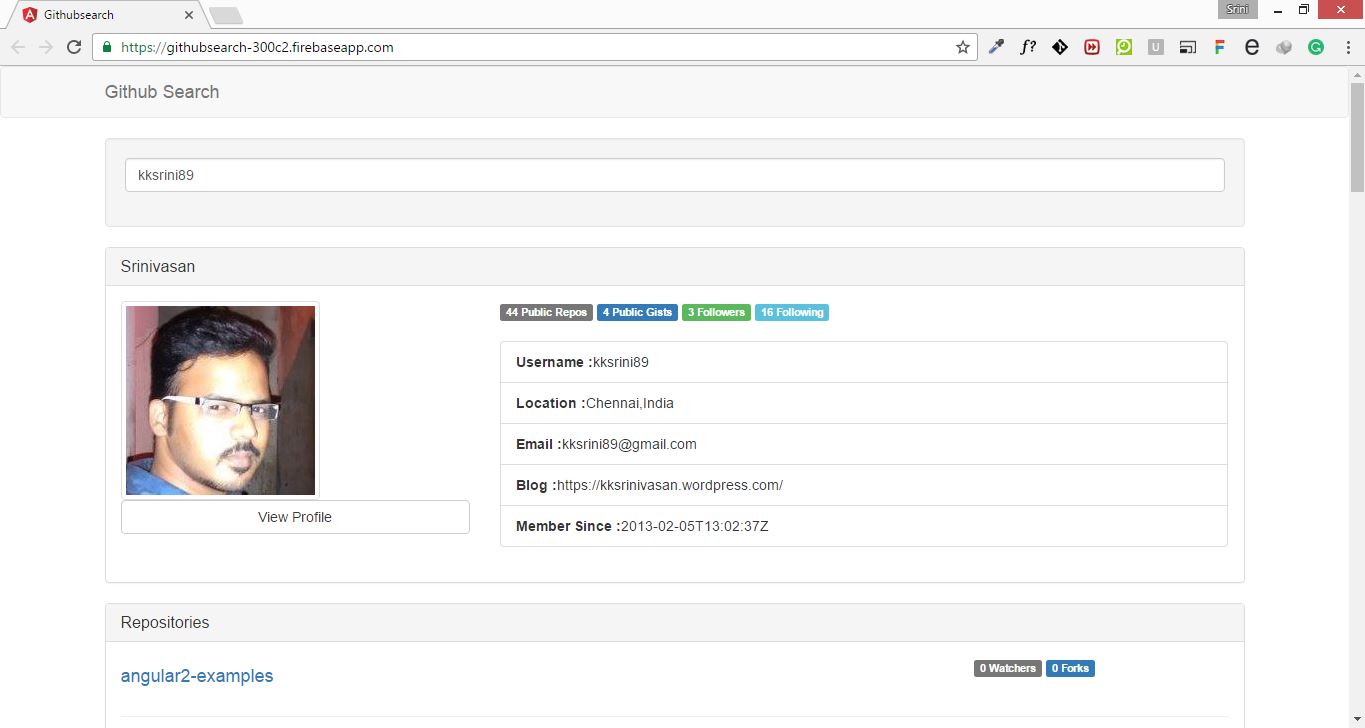 Githubsearch
Srini
https://githubsearch-300c2.firebaseapp.com
Github Search
kksrini89
Srinivasan
44 Public Repos 4 Public Gists 3 Followers 16 Following
Username :kksrini89
Location :Chennai,India
Email :kksrini89@gmail.com
Blog :https://kksrinivasan.wordpress.com/
Member Since :2013-02-05T13:02:37Z
View Profile
Repositories
angular2-examples
0 Watchers 0 Forks